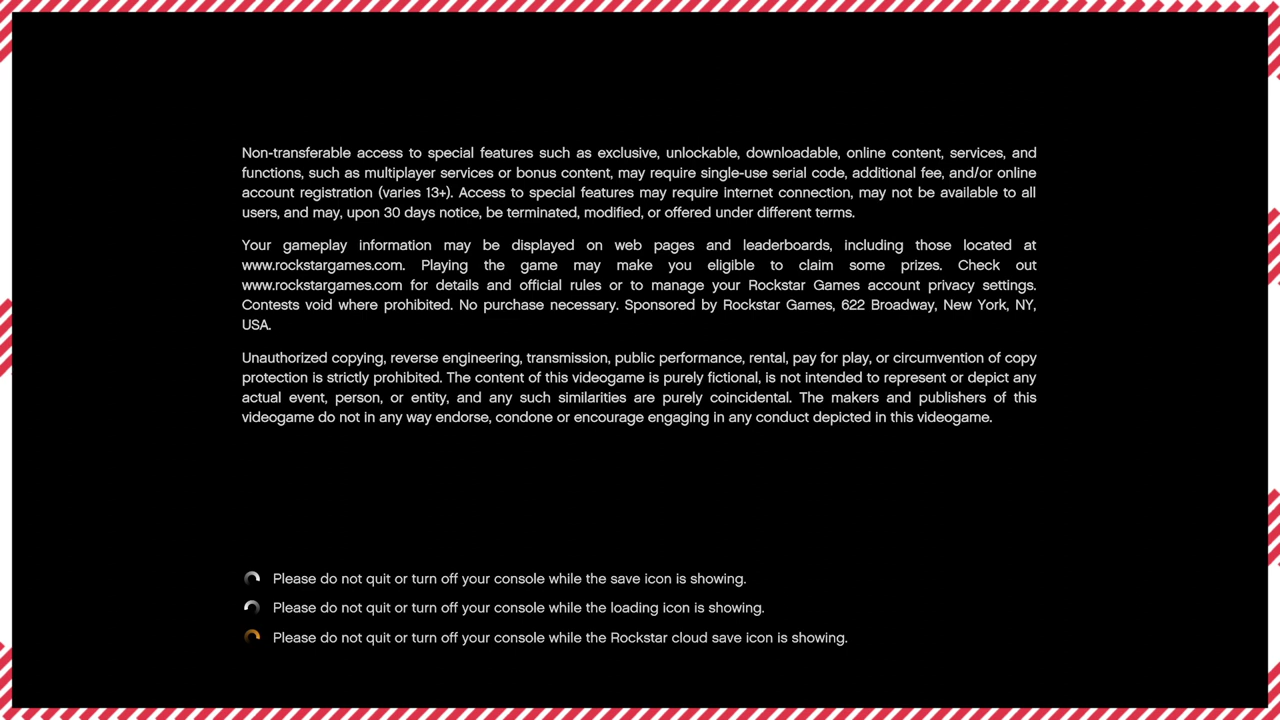 Non-transferable access to special features such as exclusive, unlockable, downloadable, online content, services, and
functions, such as multiplayer services or bonus content, may require single-use serial code, additional fee, and/or online
account registration (varies 13+). Access to special features may require internet connection, may not be available to all
users, and may, upon 30 days notice, be terminated, modified, or offered under different terms.
Your gameplay information may be displayed on web pages and leaderboards, including those located at
www.rockstargames.com. Playing the game may make you eligible to claim some prizes. Check out
www.rockstargames.com for details and official rules or to manage your Rockstar Games account privacy settings.
Contests void where prohibited. No purchase necessary. Sponsored by Rockstar Games, 622 Broadway, New York, NY,
USA.
Unauthorized copying, reverse engineering, transmission, public performance, rental, pay for play, or circumvention of copy
protection is strictly prohibited. The content of this videogame is purely fictional, is not intended to represent or depict any
actual event, person, or entity, and any such similarities are purely coincidental. The makers and publishers of this
videogame do not in any way endorse, condone or encourage engaging in any conduct depicted in this videogame.
Please do not quit or turn off your console while the save icon is showing.
Please do not quit or turn off your console while the loading icon is showing.
Please do not quit or turn off your console while the Rockstar cloud save icon is showing.